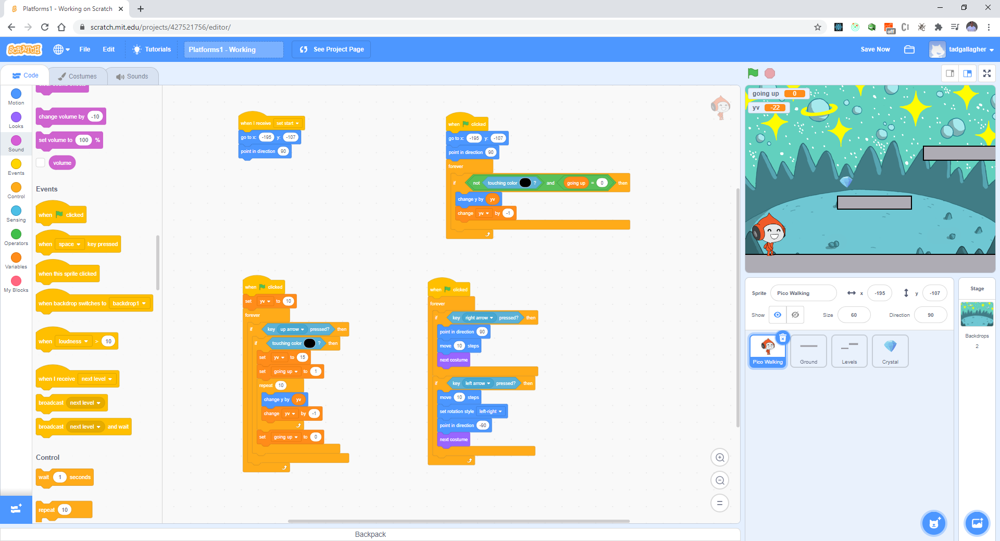 Platforms1 - Working on Scratch
scratch.mit.edu/projects/427521756/editor/
off
SCRATCH
File
Edit
Tutorials
Platforms1 - Working
See Project Page
Save Now
tadgallagher
Code
Costumes
Sounds
Motion
Looks
Sound
Events
Control
Sensing
Operators
Variables
My Blocks
change volume by -10
set volume to 100 %
volume
Events
when clicked
when space key pressed
when this sprite clicked
when backdrop switches to backdrop1
when loudness > 10
when I receive next level
broadcast next level
broadcast next level and wait
Control
wait 1 seconds
repeat 10
when I receive set start
go to x: -195 y: -107
point in direction 90
when clicked
go to x: -195 y: -107
point in direction 90
forever
if not touching color ? and going up = 0 then
change y by yv
change yv by -1
when clicked
set yv to 10
forever
if key up arrow pressed? then
if touching color ? then
set yv to 15
set going up to 1
repeat 10
change y by yv
change yv by -1
set going up to 0
when clicked
forever
if key right arrow pressed? then
point in direction 90
move 10 steps
next costume
if key left arrow pressed? then
move 10 steps
set rotation style left-right
point in direction -90
next costume
Backpack
going up 0
yv -22
Sprite Pico Walking x -195 y -107
Show Size 60 Direction 90
Pico Walking
Ground
Levels
Crystal
Stage
Backdrops
2